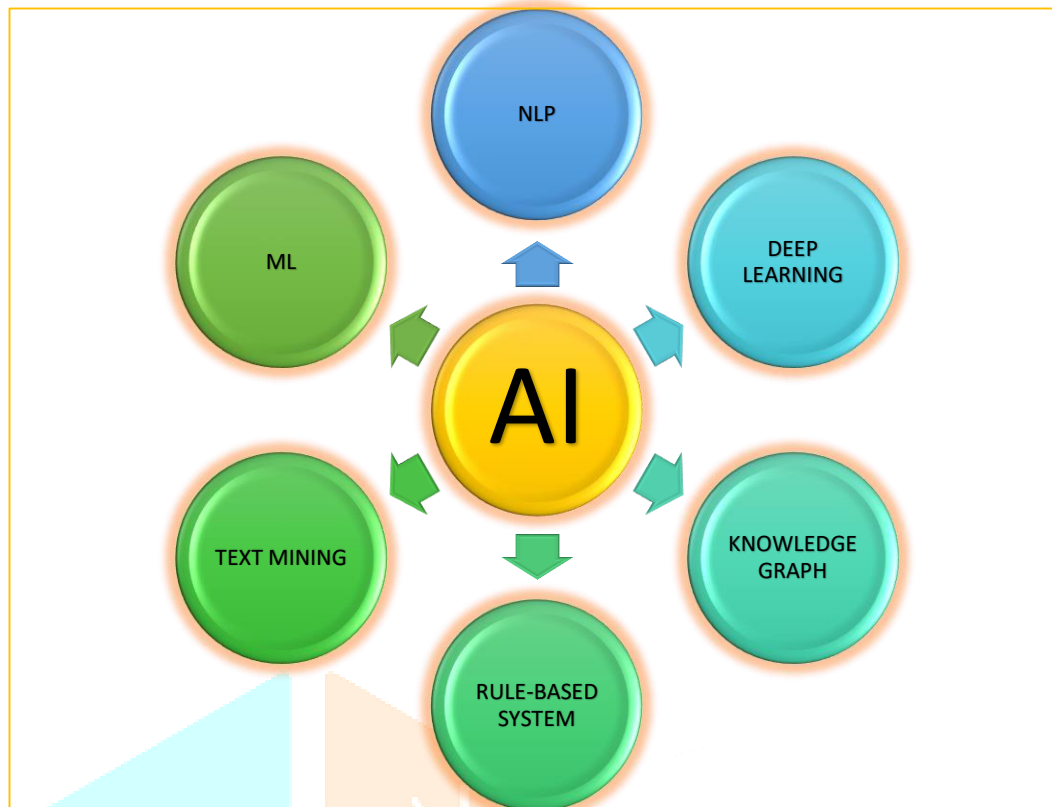 NLP
DEEP
LEARNING
KNOWLEDGE
GRAPH
RULE-BASED
SYSTEM
TEXT MINING
ML
AI